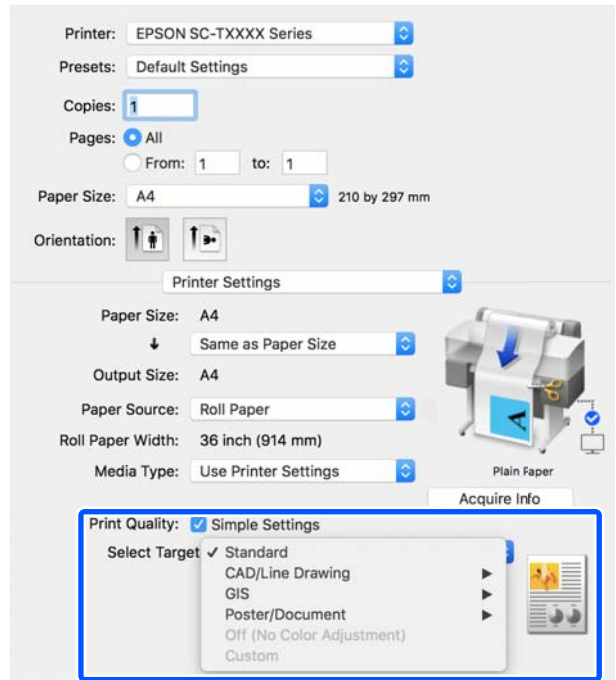 Printer: EPSON SC-TXXXX Series
Presets: Default Settings
Copies: 1
Pages: All
From: 1 to: 1
Paper Size: A4 210 by 297 mm
Orientation:
Printer Settings
Paper Size: A4
Same as Paper Size
Output Size: A4
Paper Source: Roll Paper
Roll Paper Width: 36 inch (914 mm)
Media Type: Use Printer Settings
Plain Paper
Acquire Info
Print Quality: Simple Settings
Select Target ✓ Standard
CAD/Line Drawing
GIS
Poster/Document
Off (No Color Adjustment)
Custom